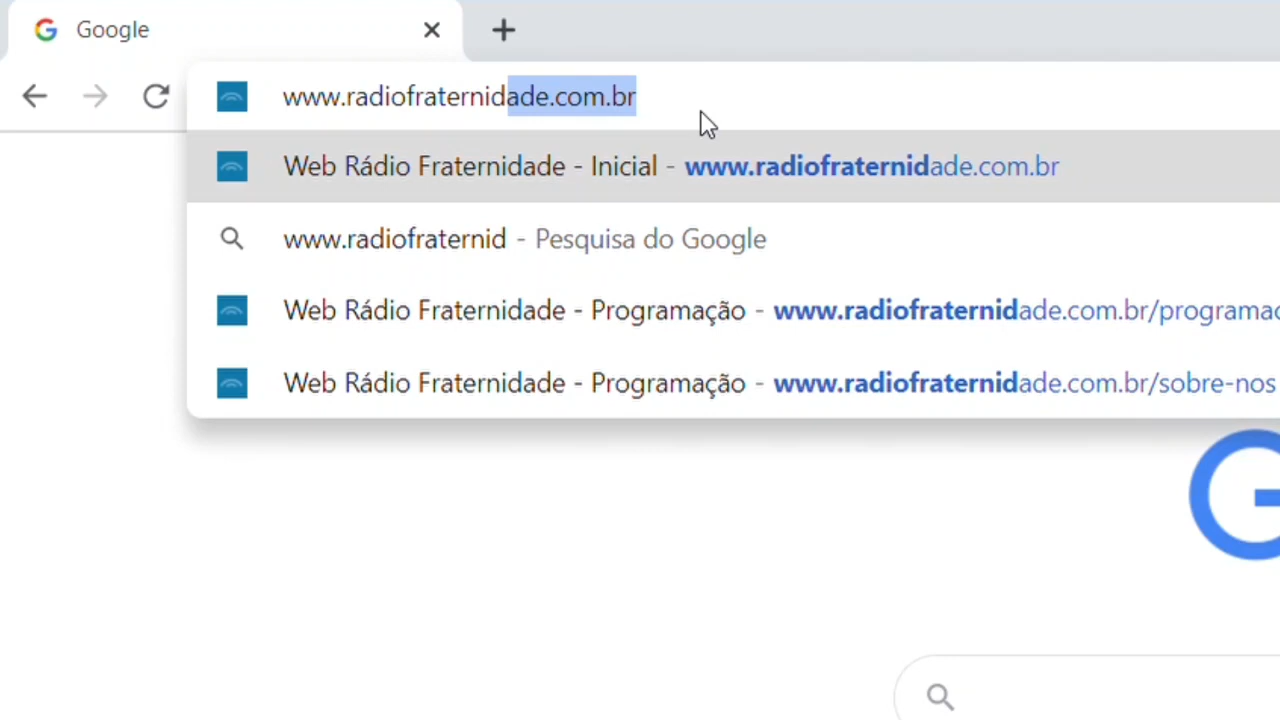 Google
www.radiofraternidade.com.br
Web Rádio Fraternidade - Inicial - www.radiofraternidade.com.br
www.radiofraternid - Pesquisa do Google
Web Rádio Fraternidade - Programação - www.radiofraternidade.com.br/programac
Web Rádio Fraternidade - Programação - www.radiofraternidade.com.br/sobre-nos
G